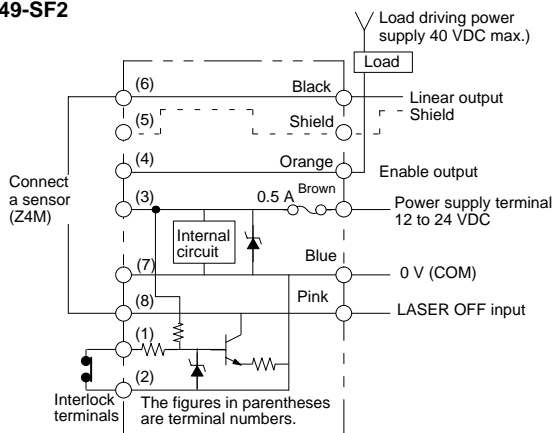 49-SF2
Load driving power
supply 40 VDC max.)
Load
(6)
Black
Linear output
(5)
Shield
Shield
(4)
Orange
Enable output
Connect
a sensor
(Z4M)
(3)
0.5 A
Brown
Power supply terminal
12 to 24 VDC
Internal
circuit
(7)
Blue
0 V (COM)
(8)
Pink
LASER OFF input
(1)
(2)
Interlock
terminals
The figures in parentheses
are terminal numbers.